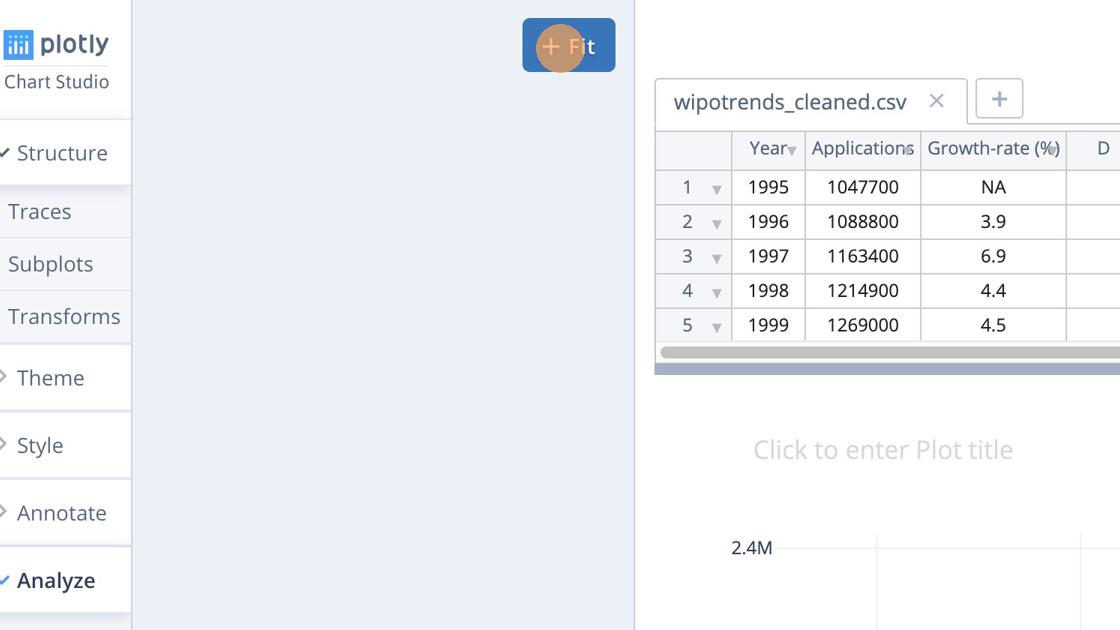 plotly
Chart Studio
Structure
Traces
Subplots
Transforms
Theme
Style
Annotate
Analyze
+ Fit
wipotrends_cleaned.csv × +
Year Applications Growth-rate (%) D
1 1995 1047700 NA
2 1996 1088800 3.9
3 1997 1163400 6.9
4 1998 1214900 4.4
5 1999 1269000 4.5
Click to enter Plot title
2.4M